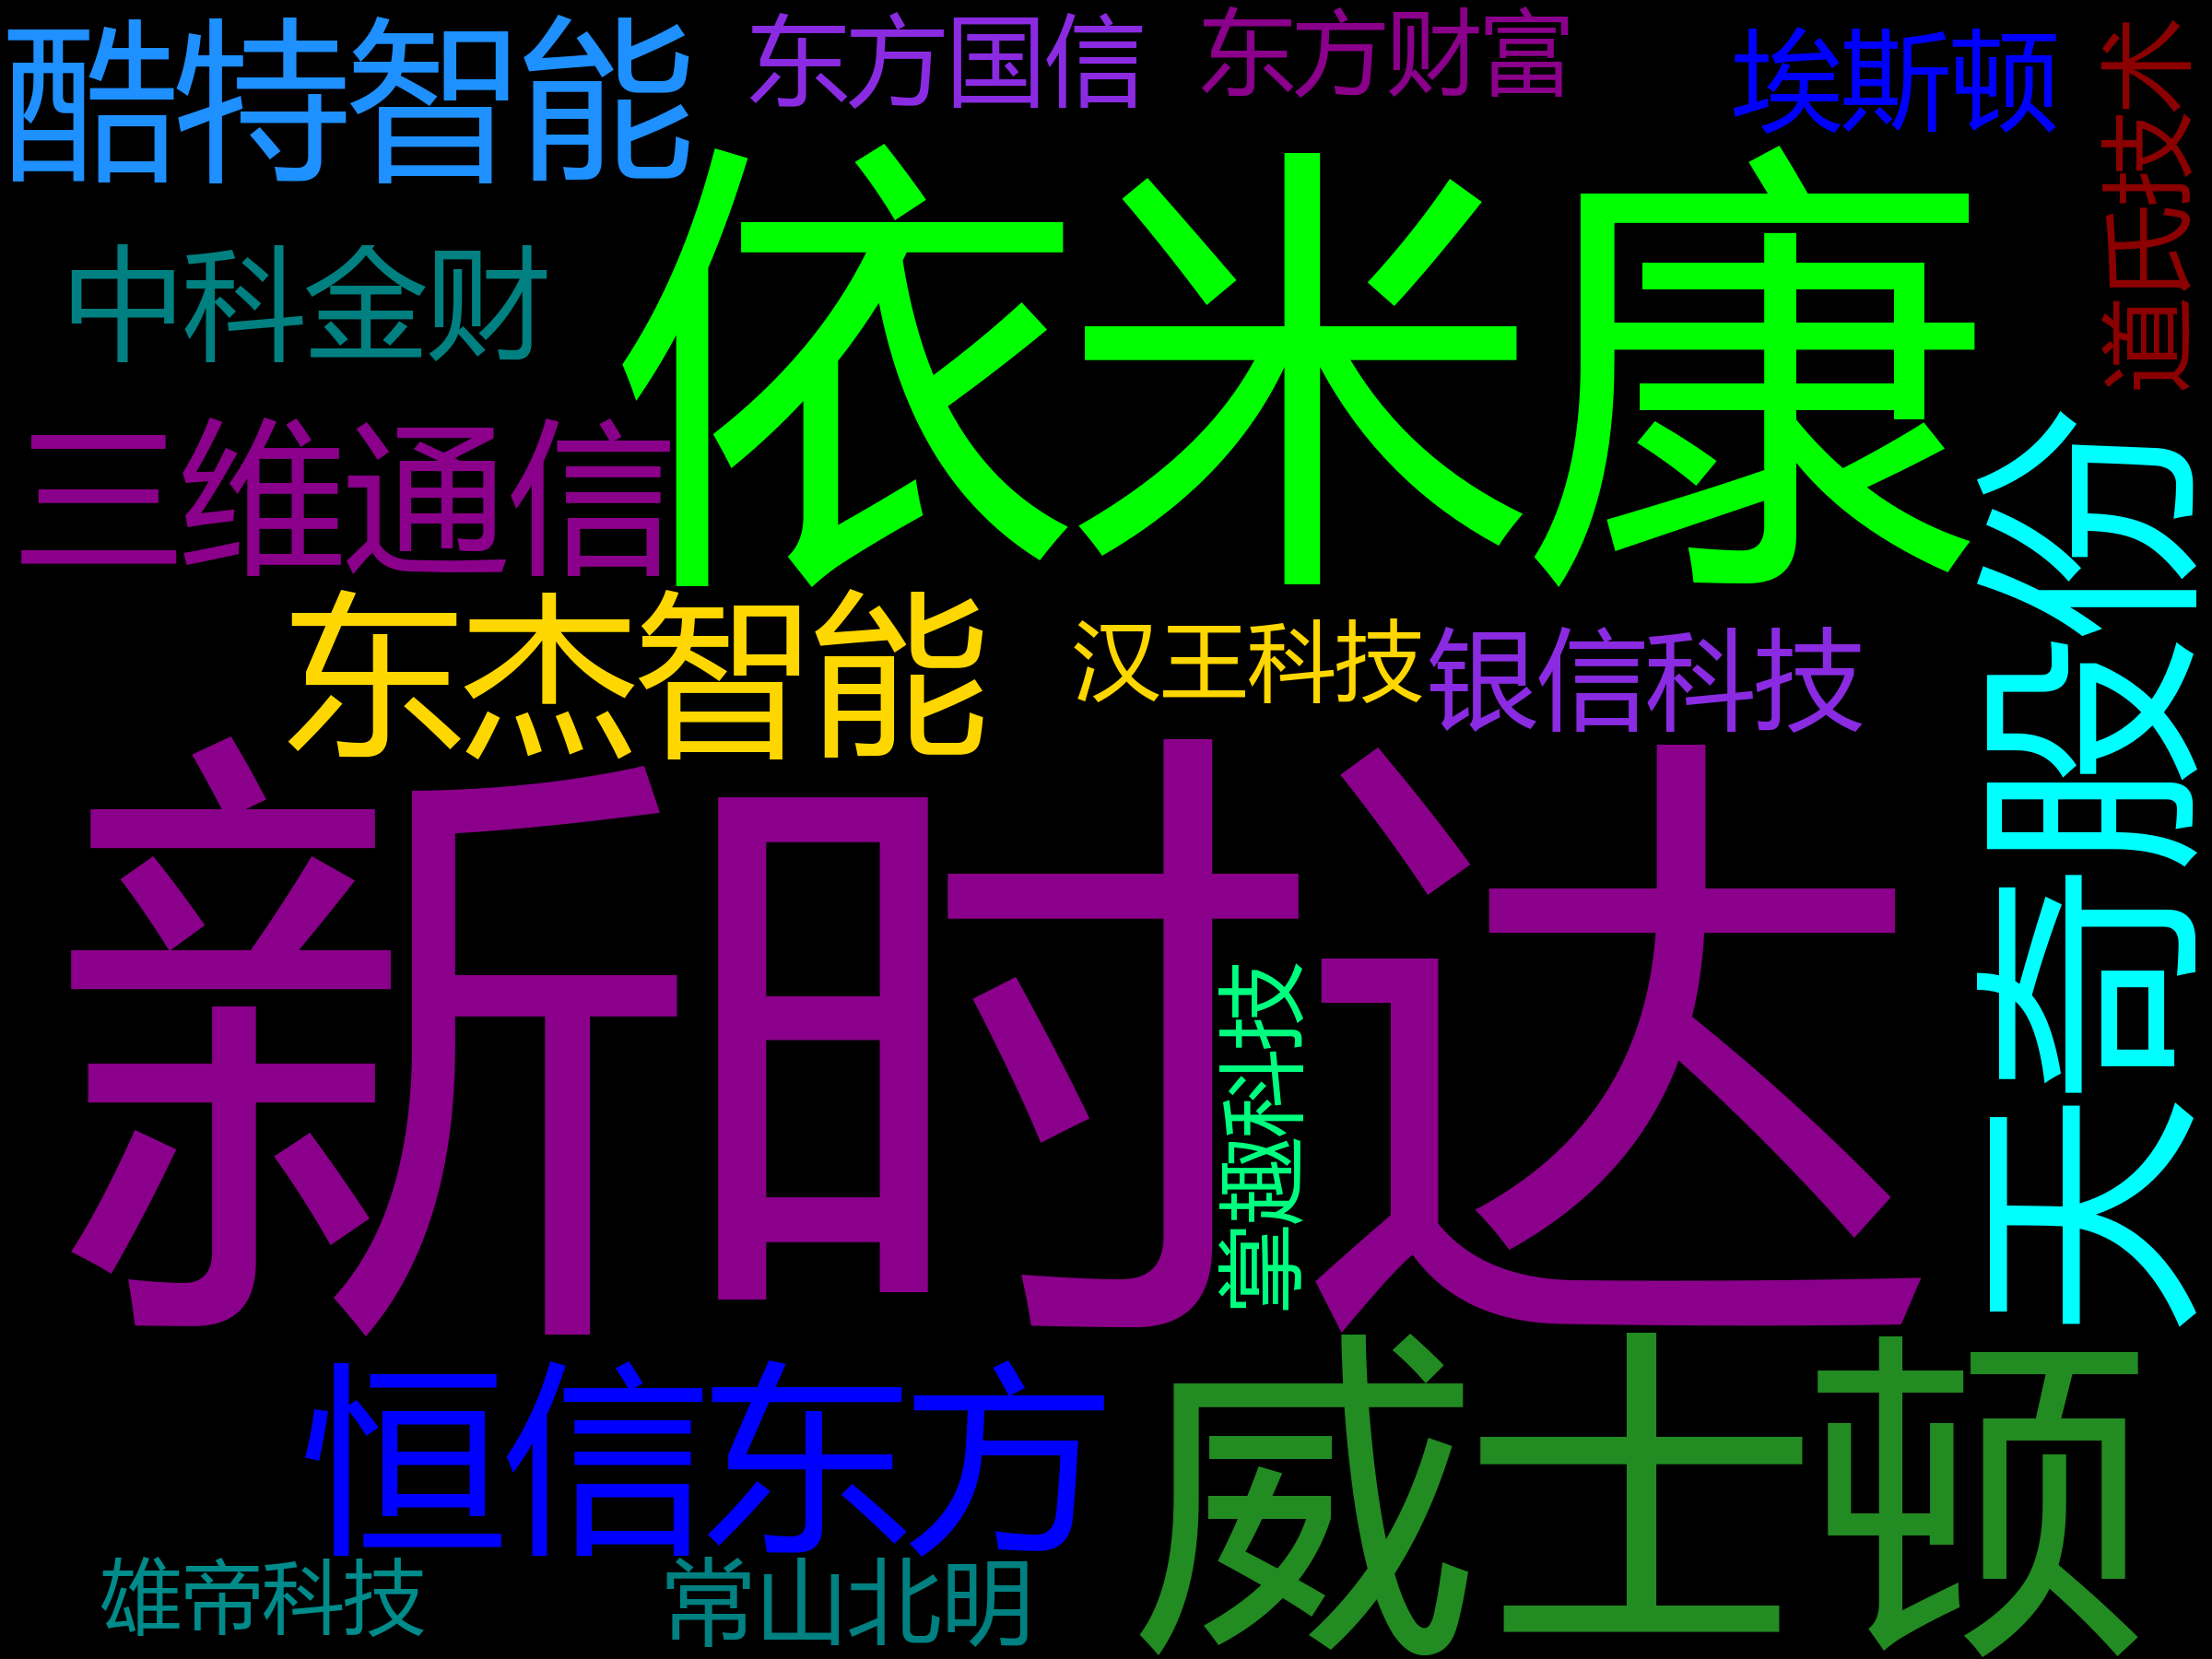 酷特智能
东方国信
东方财富
埃斯顿
道氏技术
中科金财
依米康
三维通信
天奇股份
东杰智能
汉王科技
银信科技
新时达
掌趣科技
恒信东方
威士顿
雄帝科技
常山北明